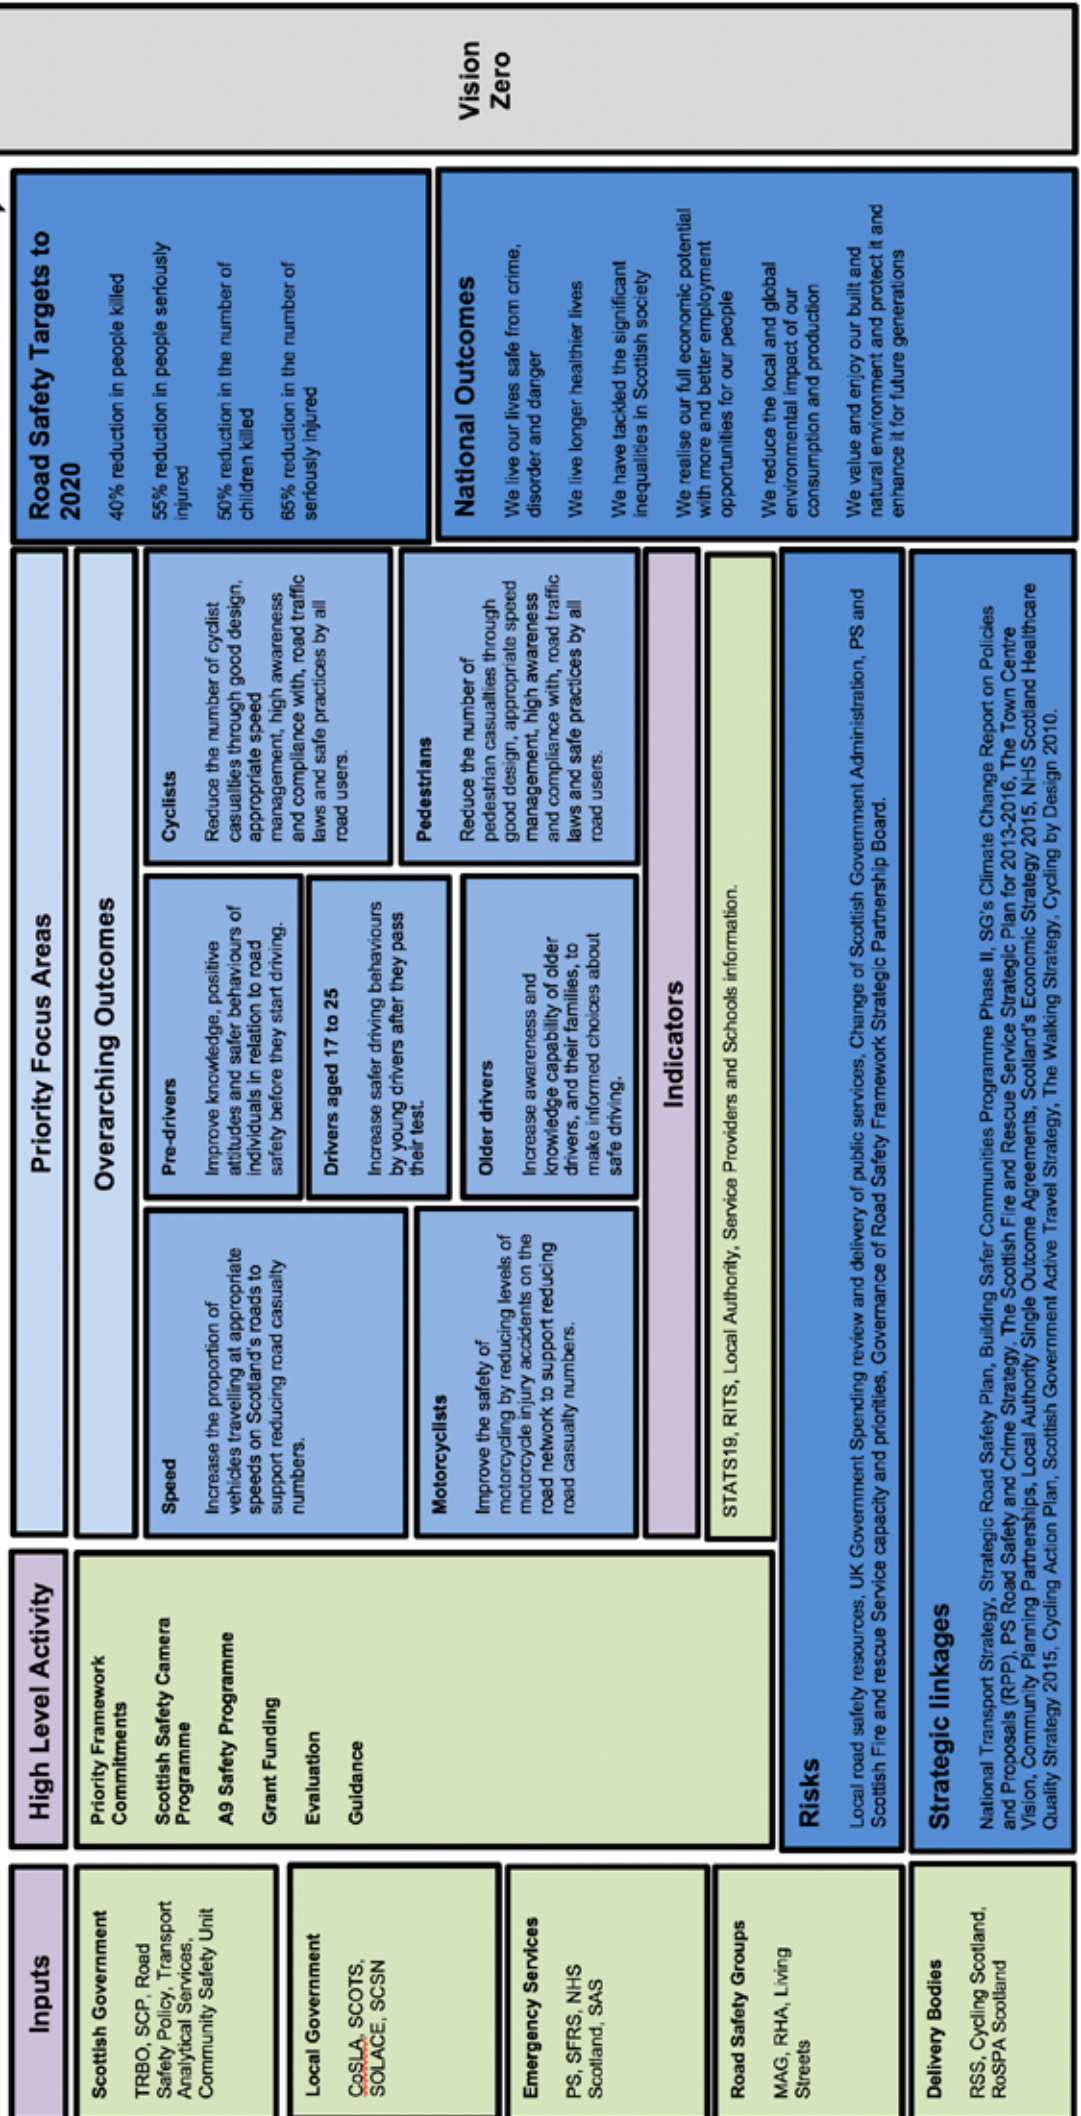 Inputs
Scottish Government
TRBO, SCP, Road
Safety Policy, Transport
Analytical Services,
Community Safety Unit
Local Government
CoSLA, SCOTS,
SOLACE, SCSN
Emergency Services
PS, SFRS, NHS
Scotland, SAS
Road Safety Groups
MAG, RHA, Living
Streets
Delivery Bodies
RSS, Cycling Scotland,
RoSPA Scotland
High Level Activity
Priority Framework
Commitments
Scottish Safety Camera
Programme
A9 Safety Programme
Grant Funding
Evaluation
Guidance
Priority Focus Areas
Overarching Outcomes
Speed
Increase the proportion of
vehicles travelling at appropriate
speeds on Scotland's roads to
support reducing road casualty
numbers.
Motorcyclists
Improve the safety of
motorcycling by reducing levels of
motorcycle injury accidents on the
road network to support reducing
road casualty numbers.
Pre-drivers
Improve knowledge, positive
attitudes and safer behaviours of
individuals in relation to road
safety before they start driving.
Drivers aged 17 to 25
Increase safer driving behaviours
by young drivers after they pass
their test.
Older drivers
Increase awareness and
knowledge capability of older
drivers, and their families, to
make informed choices about
safe driving.
Cyclists
Reduce the number of cyclist
casualties through good design,
appropriate speed
management, high awareness
and compliance with, road traffic
laws and safe practices by all
road users.
Pedestrians
Reduce the number of
pedestrian casualties through
good design, appropriate speed
management, high awareness
and compliance with, road traffic
laws and safe practices by all
road users.
Indicators
STATS19, RITS, Local Authority, Service Providers and Schools information.
Risks
Local road safety resources, UK Government Spending review and delivery of public services, Change of Scottish Government Administration, PS and
Scottish Fire and rescue Service capacity and priorities, Governance of Road Safety Framework Strategic Partnership Board.
Strategic linkages
National Transport Strategy, Strategic Road Safety Plan, Building Safer Communities Programme Phase II, SG's Climate Change Report on Policies
and Proposals (RPP), PS Road Safety and Crime Strategy, The Scottish Fire and Rescue Service Strategic Plan for 2013-2016, The Town Centre
Vision, Community Planning Partnerships, Local Authority Single Outcome Agreements, Scotland's Economic Strategy 2015, NHS Scotland Healthcare
Quality Strategy 2015, Cycling Action Plan, Scottish Government Active Travel Strategy, The Walking Strategy, Cycling by Design 2010.
Road Safety Targets to
2020
40% reduction in people killed
55% reduction in people seriously
injured
50% reduction in the number of
children killed
65% reduction in the number of
seriously injured
National Outcomes
We live our lives safe from crime,
disorder and danger
We live longer healthier lives
We have tackled the significant
inequalities in Scottish society
We realise our full economic potential
with more and better employment
opportunities for our people
We reduce the local and global
environmental impact of our
consumption and production
We value and enjoy our built and
natural environment and protect it and
enhance it for future generations
Vision
Zero